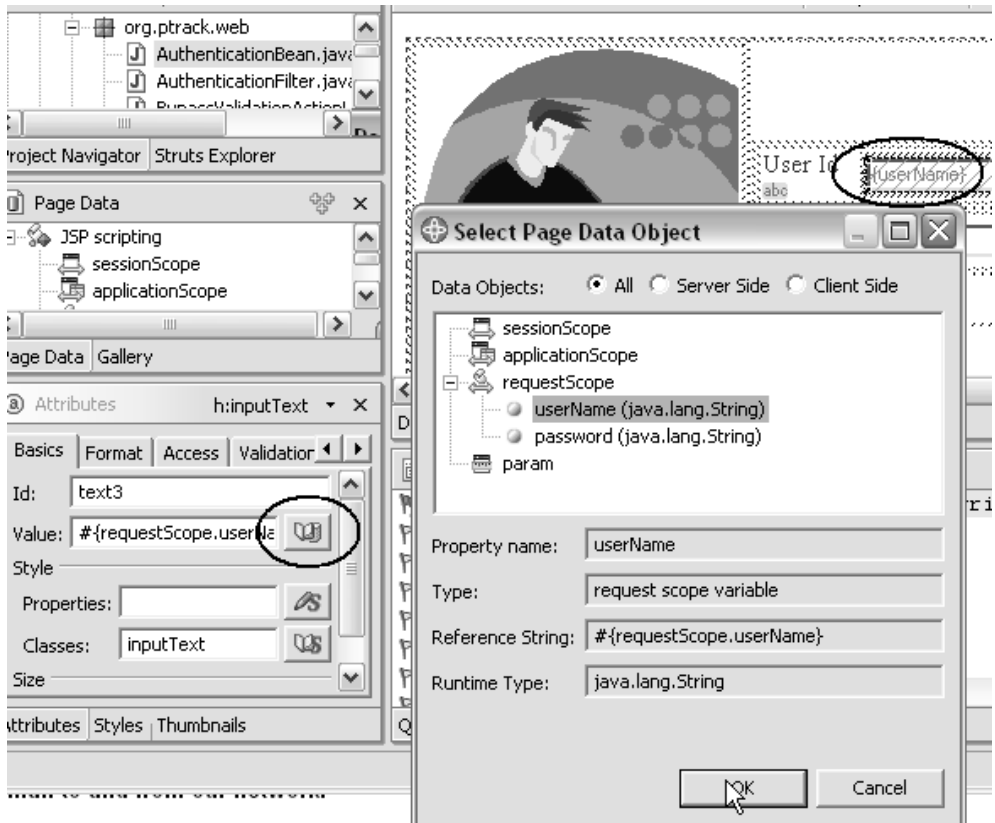 org.ptrack.web
AuthenticationBean.java
AuthenticationFilter.java
Project Navigator Struts Explorer
Page Data
JSP scripting
sessionScope
applicationScope
Page Data Gallery
Attributes h:inputText
Basics Format Access Validation
Id: text3
Value: #{requestScope.userNa
Style
Properties:
Classes: inputText
Size
Attributes Styles Thumbnails
User Id
{userName}
abc
Select Page Data Object
Data Objects: All Server Side Client Side
sessionScope
applicationScope
requestScope
userName (java.lang.String)
password (java.lang.String)
param
Property name: userName
Type: request scope variable
Reference String: #{requestScope.userName}
Runtime Type: java.lang.String
OK Cancel